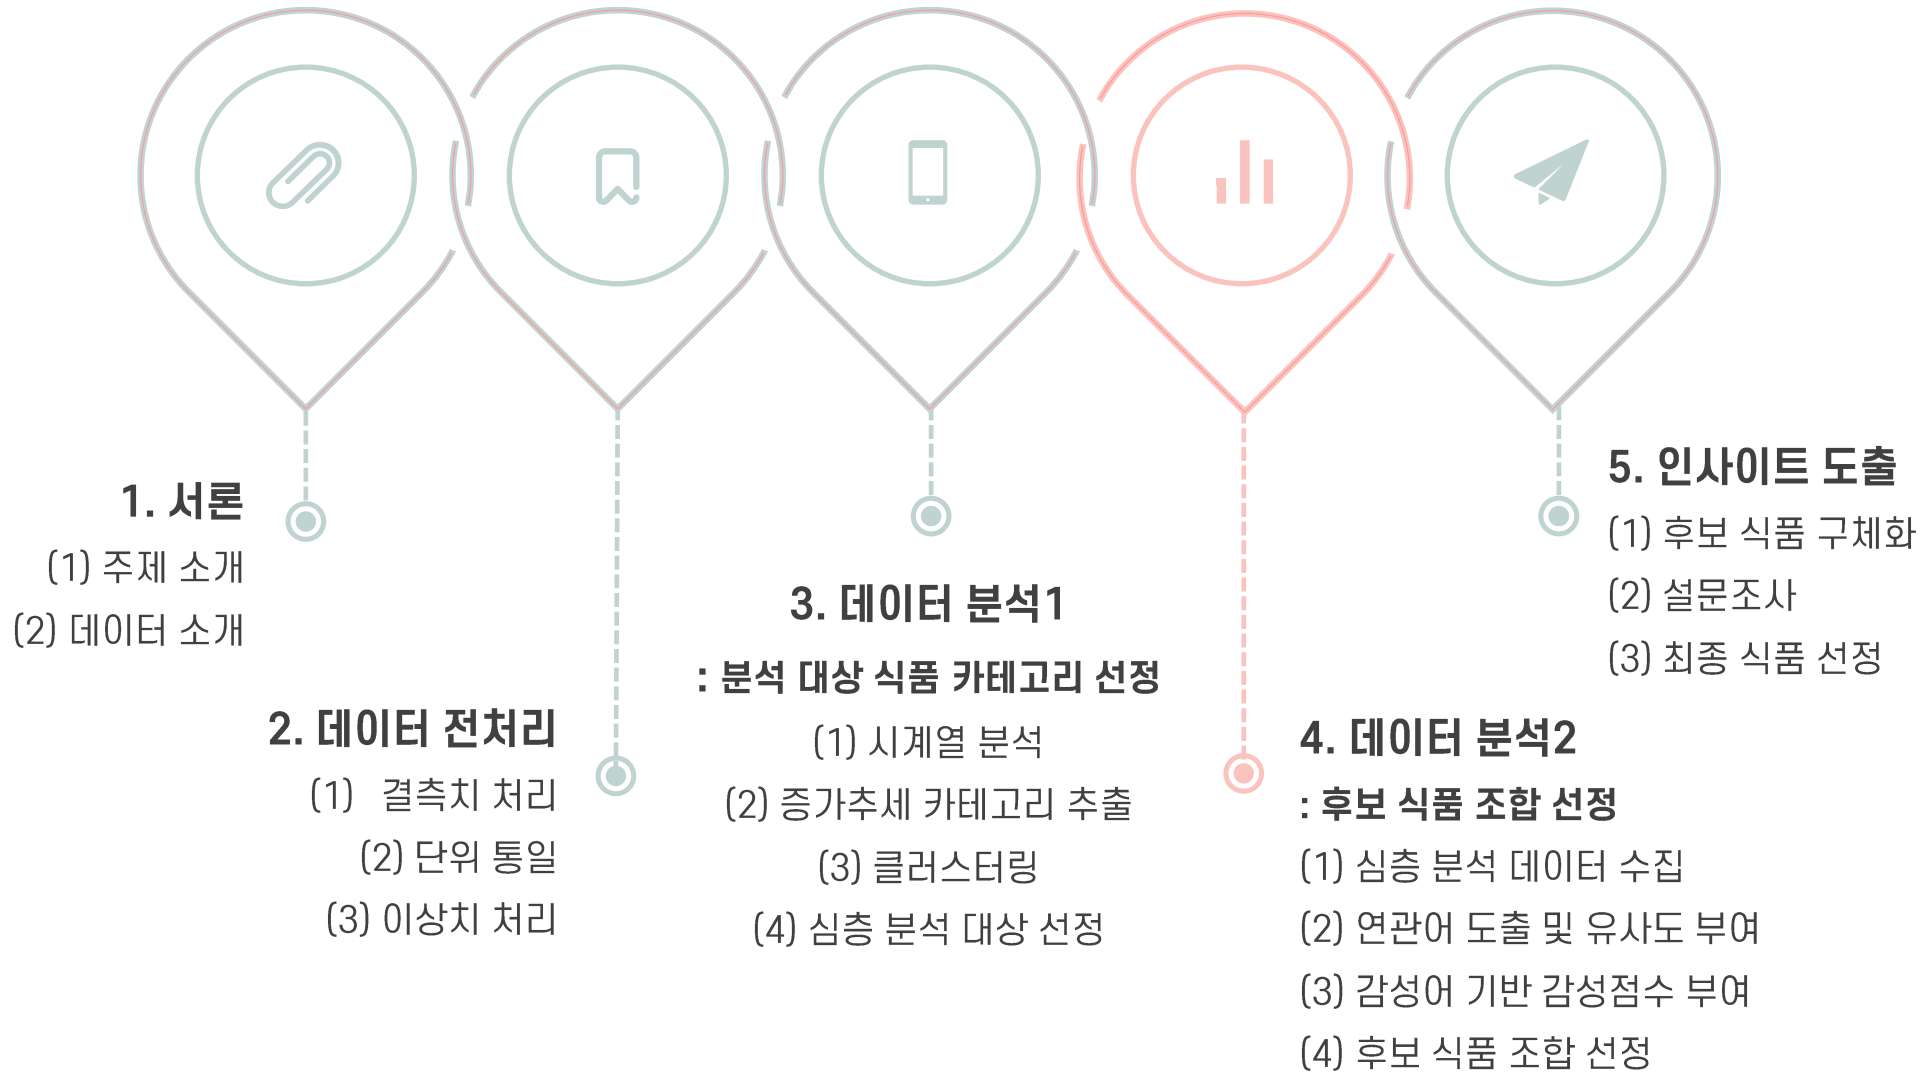 1. 서론
(1) 주제 소개
(2) 데이터 소개
2. 데이터 전처리
(1) 결측치 처리
(2) 단위 통일
(3) 이상치 처리
3. 데이터 분석1
: 분석 대상 식품 카테고리 선정
(1) 시계열 분석
(2) 증가추세 카테고리 추출
(3) 클러스터링
(4) 심층 분석 대상 선정
4. 데이터 분석2
: 후보 식품 조합 선정
(1) 심층 분석 데이터 수집
(2) 연관어 도출 및 유사도 부여
(3) 감성어 기반 감성점수 부여
(4) 후보 식품 조합 선정
5. 인사이트 도출
(1) 후보 식품 구체화
(2) 설문조사
(3) 최종 식품 선정